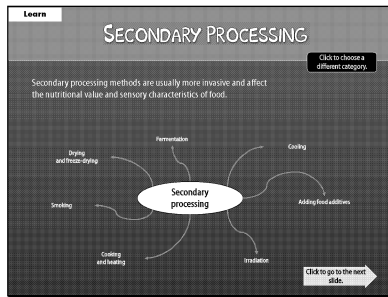 Learn
SECONDARY PROCESSING
Click to choose a
different category.
Secondary processing methods are usually more invasive and affect
the nutritional value and sensory characteristics of food.
Fermentation
Cooling
Drying
and freeze-drying
Secondary
processing
Smoking
Adding food additives
Cooking
and heating
Irradiation
Click to go to the next
slide.